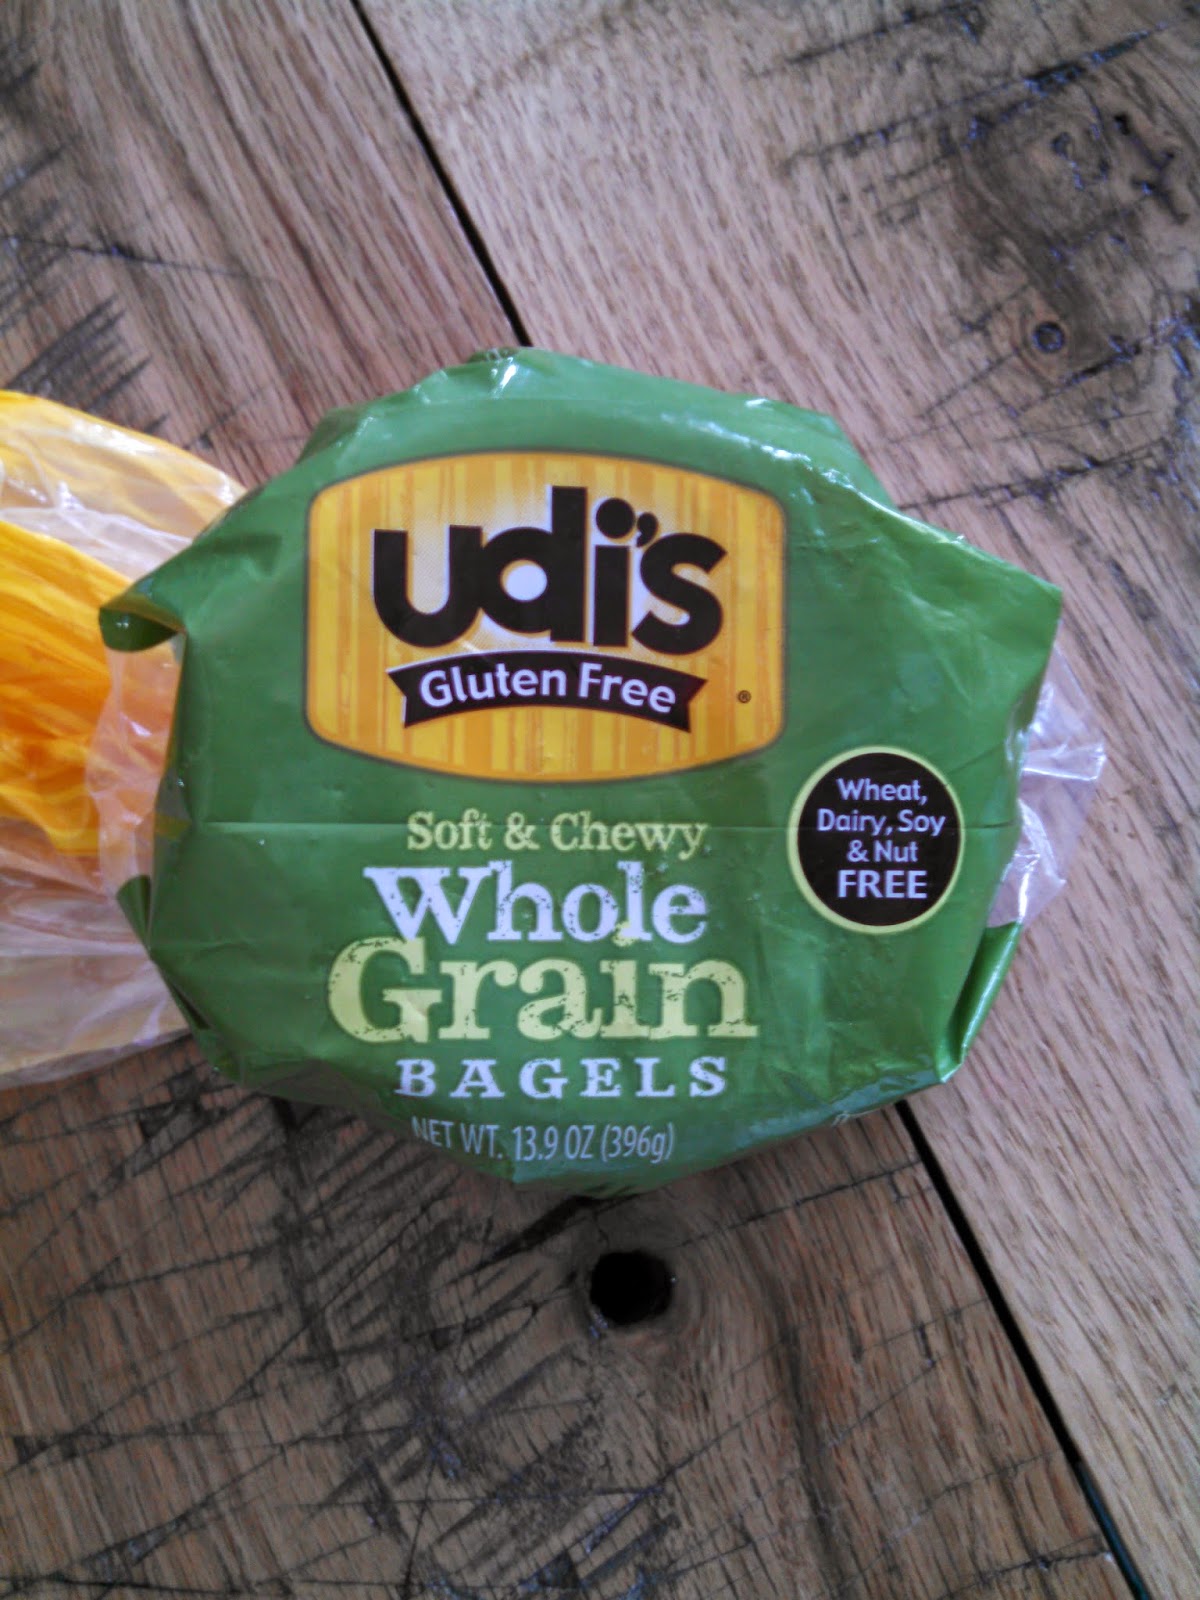 udi's
Gluten Free
®
Wheat,
Dairy, Soy
& Nut
FREE
Soft & Chewy
Whole
Grain
BAGELS
NET WT. 13.9 OZ (396g)